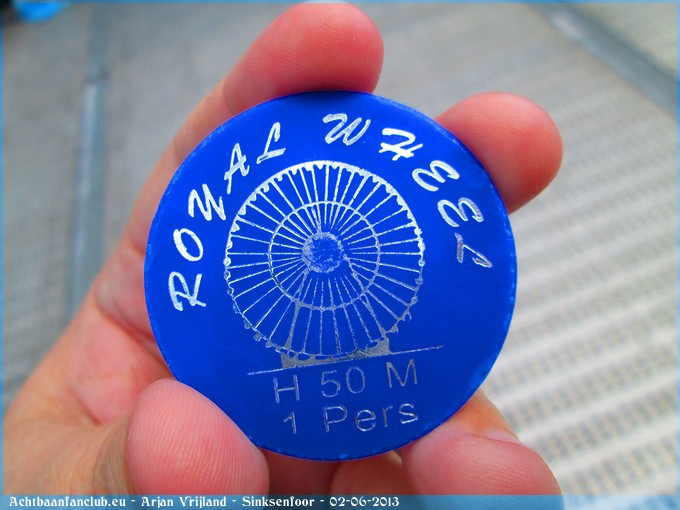 ROYAL WHEEL
H 50 M
1 Pers
Achtbaanfanclub.eu - Arjan Vrijland - Sinksenfoor - 02-06-2013